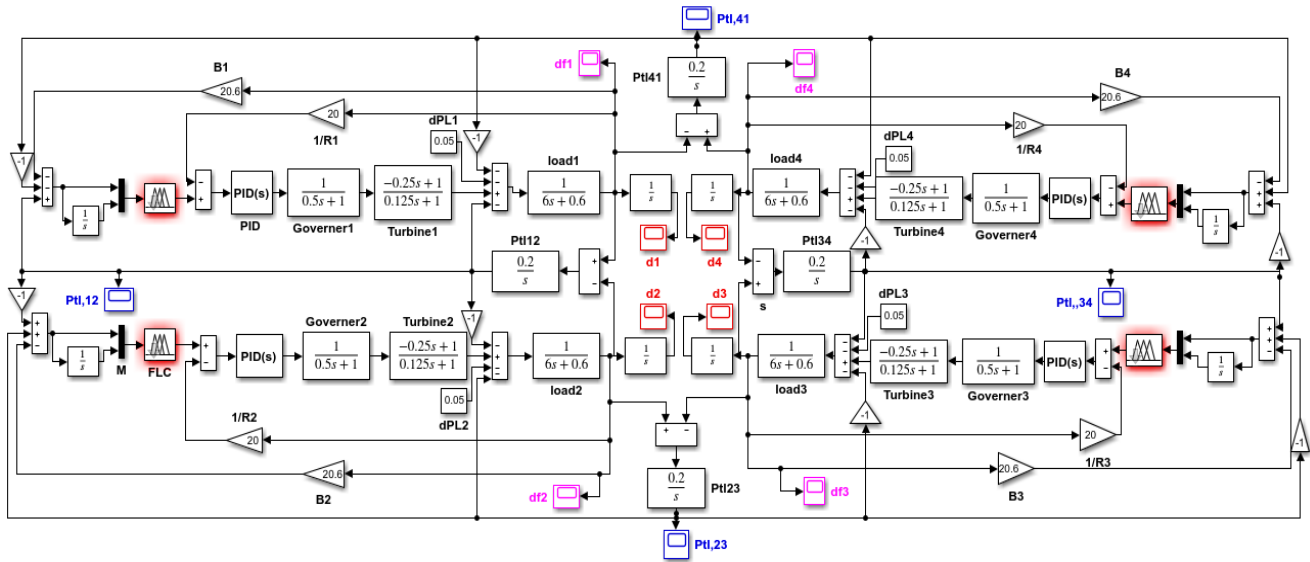 Ptl,41
df1
Ptl41
0.2
s
df4
B1
20.6
B4
20.6
20
1/R1
dPL1
0.05
-1
- +
20
1/R4
dPL4
0.05
-1
PID(s)
PID
1
0.5s + 1
Governer1
-0.25s + 1
0.125s + 1
Turbine1
load1
1
6s + 0.6
1
s
1
s
load4
1
6s + 0.6
-0.25s + 1
0.125s + 1
Turbine4
1
0.5s + 1
Governer4
PID(s)
1
s
1
s
d1
d4
-1
-1
Ptl12
0.2
s
Ptl34
0.2
s
s
-1
Ptl,12
d2
d3
Ptl,,34
-1
dPL3
0.05
1
s
M
FLC
PID(s)
Governer2
1
0.5s + 1
Turbine2
-0.25s + 1
0.125s + 1
1
6s + 0.6
load2
1
s
1
s
1
6s + 0.6
load3
-0.25s + 1
0.125s + 1
Turbine3
1
0.5s + 1
Governer3
PID(s)
1
s
0.05
dPL2
-1
1/R2
20
+ -
20
1/R3
-1
20.6
B2
0.2
s
Ptl23
20.6
B3
df2
df3
Ptl,23